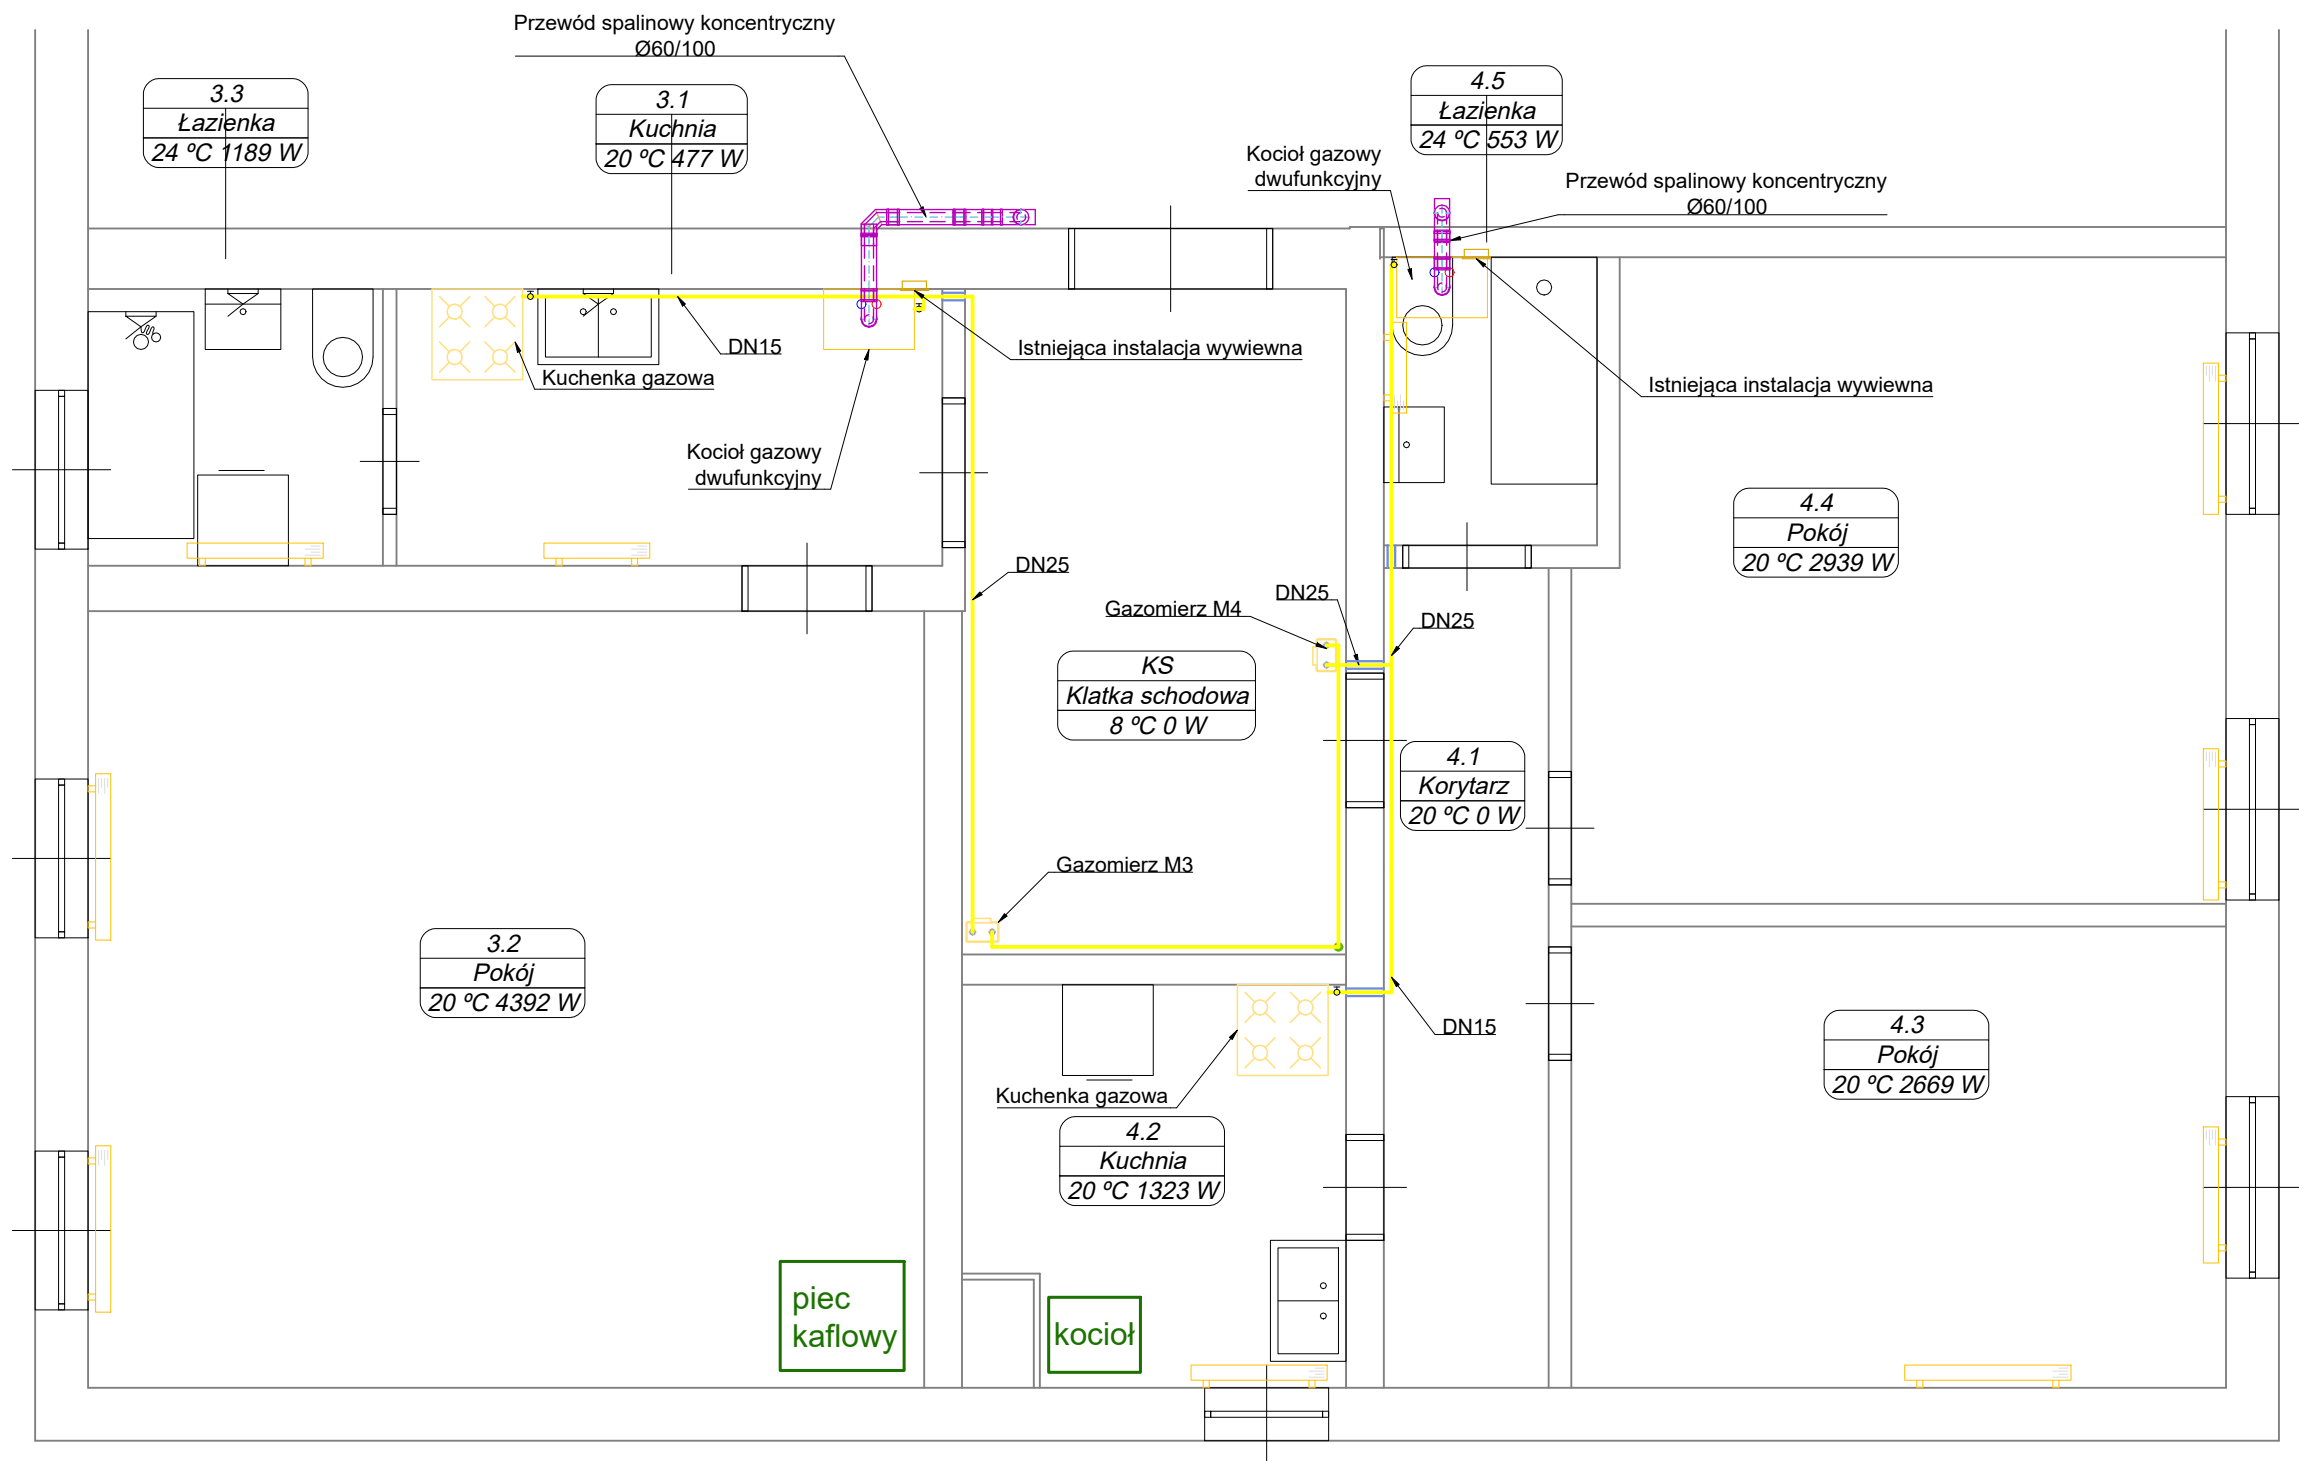 Przewód spalinowy koncentryczny
Ø60/100
3.3
Łazienka
24 ºC 1189 W
3.1
Kuchnia
20 ºC 477 W
4.5
Łazienka
24 ºC 553 W
Kocioł gazowy
dwufunkcyjny
Przewód spalinowy koncentryczny
Ø60/100
DN15
Istniejąca instalacja wywiewna
Kuchenka gazowa
Istniejąca instalacja wywiewna
Kocioł gazowy
dwufunkcyjny
4.4
Pokój
20 ºC 2939 W
DN25
DN25
Gazomierz M4
DN25
KS
Klatka schodowa
8 ºC 0 W
4.1
Korytarz
20 ºC 0 W
Gazomierz M3
3.2
Pokój
20 ºC 4392 W
DN15
4.3
Pokój
20 ºC 2669 W
Kuchenka gazowa
4.2
Kuchnia
20 ºC 1323 W
piec
kaflowy
kocioł